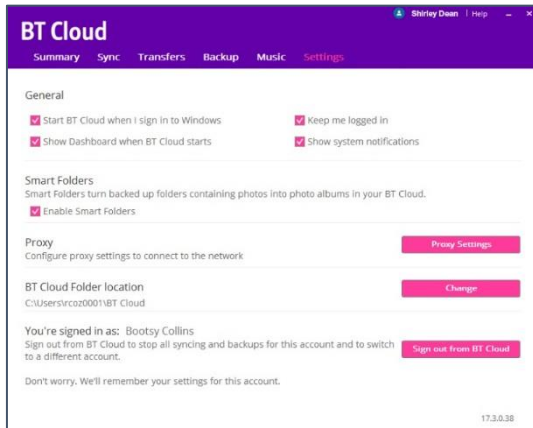 Shirley Dean | Help
BT Cloud
Summary Sync Transfers Backup Music Settings
General
Start BT Cloud when I sign in to Windows
Keep me logged in
Show Dashboard when BT Cloud starts
Show system notifications
Smart Folders
Smart Folders turn backed up folders containing photos into photo albums in your BT Cloud.
Enable Smart Folders
Proxy
Configure proxy settings to connect to the network
Proxy Settings
BT Cloud Folder location
C:\Users\rcoz0001\BT Cloud
Change
You're signed in as: Bootsy Collins
Sign out from BT Cloud to stop all syncing and backups for this account and to switch
to a different account.
Sign out from BT Cloud
Don't worry. We'll remember your settings for this account.
17.3.0.38